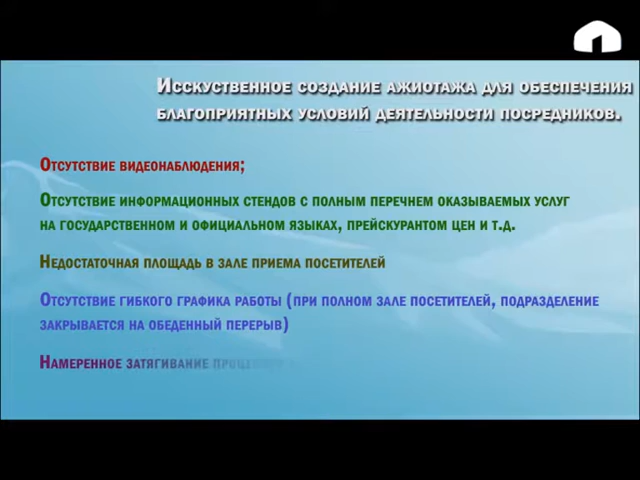 Исскуственное создание ажиотажа для обеспечения
благоприятных условий деятельности посредников.
Отсутствие видеонаблюдения;
Отсутствие информационных стендов с полным перечнем оказываемых услуг
на государственном и официальном языках, прейскурантом цен и т.д.
Недостаточная площадь в зале приема посетителей
Отсутствие гибкого графика работы (при полном зале посетителей, подразделение
закрывается на обеденный перерыв)
Намеренное затягивание